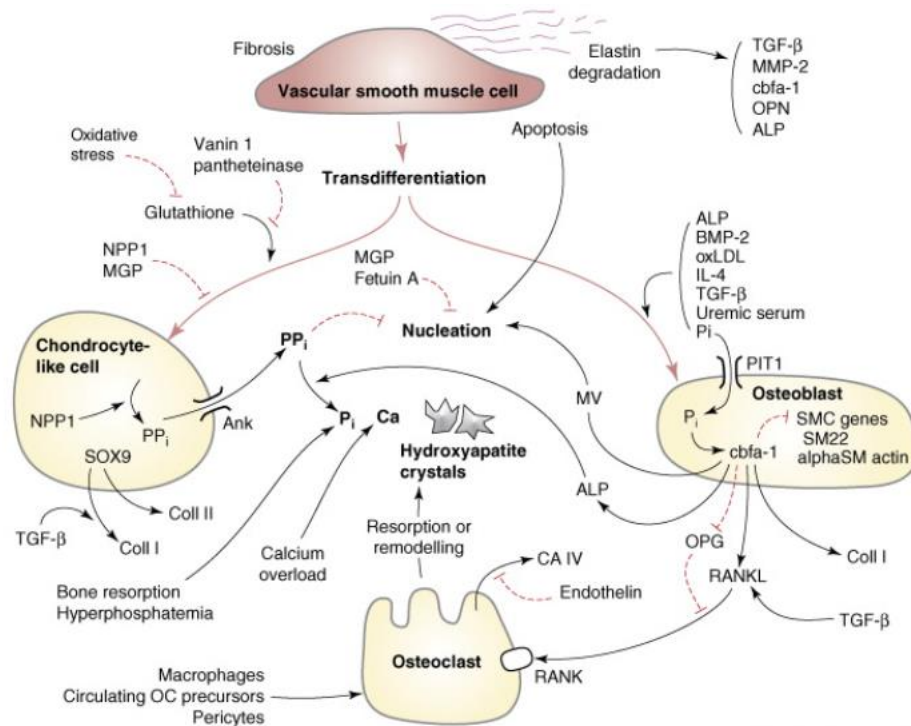 Fibrosis
Vascular smooth muscle cell
Elastin
degradation
TGF-β
MMP-2
cbfa-1
OPN
ALP
Apoptosis
Oxidative
stress
Vanin 1
pantheteinase
Transdifferentiation
Glutathione
NPP1
MGP
MGP
Fetuin A
ALP
BMP-2
oxLDL
IL-4
TGF-β
Uremic serum
Pi
PIT1
Nucleation
PPi
Chondrocyte-
like cell
NPP1
PPi
Ank
SOX9
Coll II
Coll I
TGF-β
Pi
Ca
Hydroxyapatite
crystals
MV
ALP
Osteoblast
Pi
cbfa-1
SMC genes
SM22
alphaSM actin
OPG
RANKL
Coll I
TGF-β
Bone resorption
Hyperphosphatemia
Calcium
overload
Resorption or
remodelling
CA IV
Endothelin
Osteoclast
RANK
Macrophages
Circulating OC precursors
Pericytes